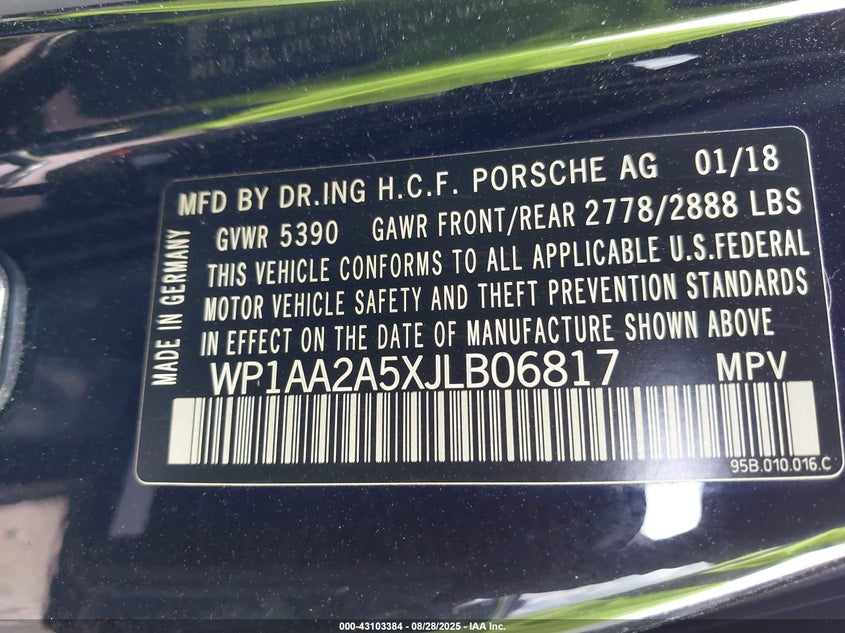 MFD BY DR.ING H.C.F. PORSCHE AG 01/18
GVWR 5390 GAWR FRONT/REAR 2778/2888 LBS
THIS VEHICLE CONFORMS TO ALL APPLICABLE U.S.FEDERAL
MOTOR VEHICLE SAFETY AND THEFT PREVENTION STANDARDS
IN EFFECT ON THE DATE OF MANUFACTURE SHOWN ABOVE
WP1AA2A5XJLB06817 MPV
MADE IN GERMANY
95B.010.016.C
000-43103384 - 08/28/2025 - IAA Inc.